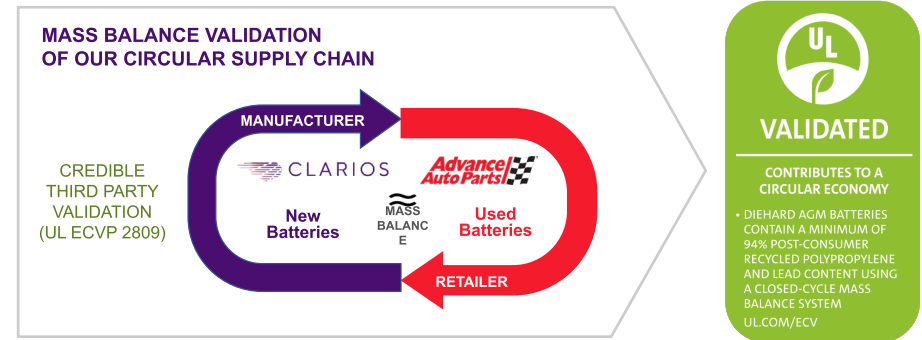 MASS BALANCE VALIDATION
OF OUR CIRCULAR SUPPLY CHAIN
MANUFACTURER
CLARIOS
Advance
Auto Parts
CREDIBLE
THIRD PARTY
VALIDATION
(UL ECVP 2809)
New
Batteries
MASS
BALANC
E
Used
Batteries
RETAILER
UL
VALIDATED
CONTRIBUTES TO A
CIRCULAR ECONOMY
• DIEHARD AGM BATTERIES
CONTAIN A MINIMUM OF
94% POST-CONSUMER
RECYCLED POLYPROPYLENE
AND LEAD CONTENT USING
A CLOSED-CYCLE MASS
BALANCE SYSTEM
UL.COM/ECV